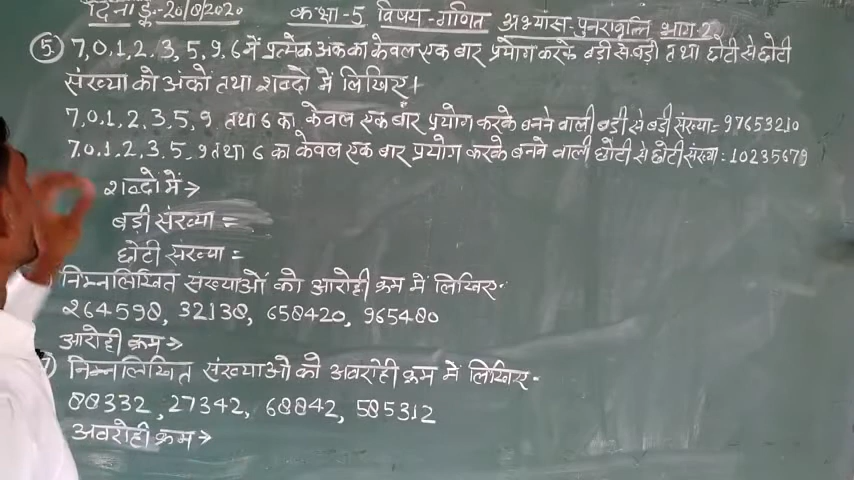 दिनाङ्क:-20/8/2020 कक्षा-5 विषय-गणित अभ्यास-पुनरावृत्ति भाग-2
5) 7,0,1,2,3,5,9,6 में प्रत्येक अंक का केवल एक बार प्रयोग करके बड़ी से बड़ी तथा छोटी से छोटी
संख्या को अंकों तथा शब्दो में लिखिए।
7,0,1,2,3,5,9 तथा 6 का केवल एक बार प्रयोग करके बनने वाली बड़ी से बड़ी संख्या:- 97653210
7,0,1,2,3,5,9 तथा 6 का केवल एक बार प्रयोग करके बनने वाली छोटी से छोटी संख्या:- 10235679
शब्दो में →
बड़ी संख्या =
छोटी संख्या =
निम्नलिखित संख्याओं को आरोही क्रम में लिखिए-
264598, 32138, 658420, 965480
आरोही क्रम →
7) निम्नलिखित संख्याओ को अवरोही क्रम में लिखिए-
88332, 27342, 68842, 585312
अवरोही क्रम →